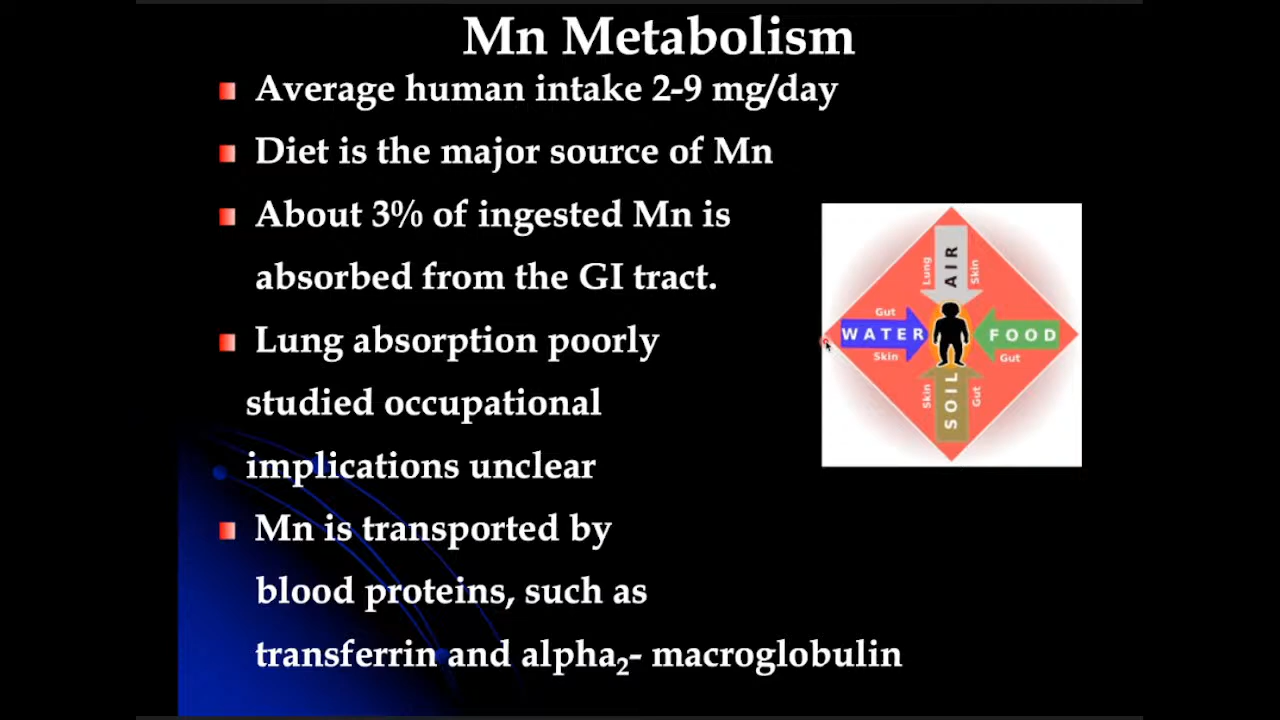 Mn Metabolism
Average human intake 2-9 mg/day
Diet is the major source of Mn
About 3% of ingested Mn is
absorbed from the GI tract.
Lung absorption poorly
studied occupational
implications unclear
Mn is transported by
blood proteins, such as
transferrin and alpha₂- macroglobulin
Lung
AIR
Skin
Gut
WATER
Skin
FOOD
Gut
Skin
SOIL
Gut